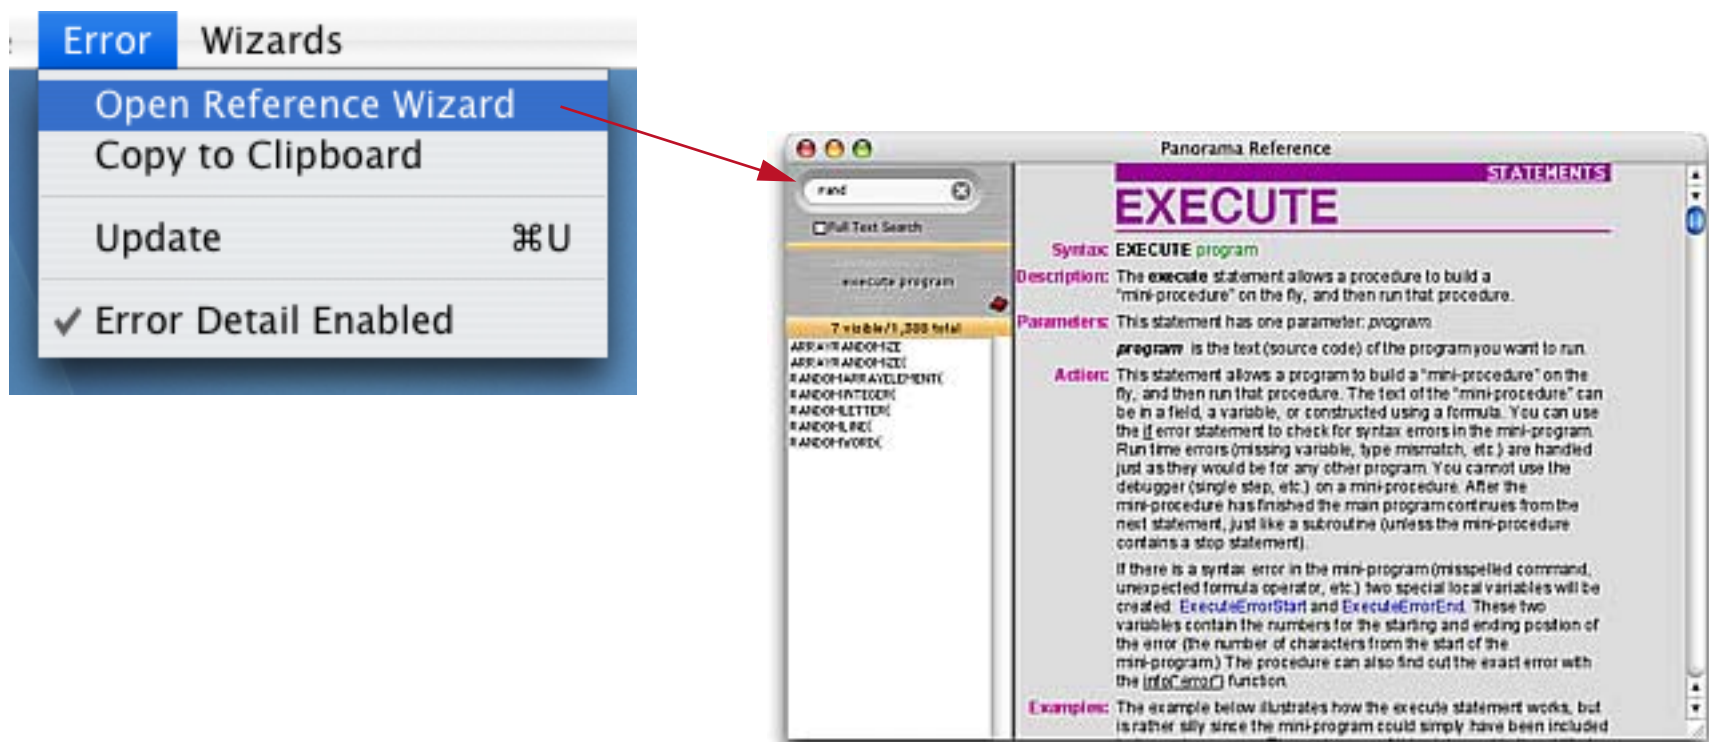 Error Wizards
Open Reference Wizard
Copy to Clipboard
Update ⌘U
✓ Error Detail Enabled
Panorama Reference
rand
Full Text Search
execute program
7 visible/1,388 total
ARRAYRANDOMIZE
ARRAYRANDOMIZE(
RANDOMARRAYELEMENT(
RANDOMINTEGER(
RANDOMLETTER(
RANDOMLINE(
RANDOMWORD(
STATEMENTS
EXECUTE
Syntax: EXECUTE program
Description: The execute statement allows a procedure to build a
"mini-procedure" on the fly, and then run that procedure.
Parameters: This statement has one parameter: program.
program is the text (source code) of the program you want to run.
Action: This statement allows a program to build a "mini-procedure" on the
fly, and then run that procedure. The text of the "mini-procedure" can
be in a field, a variable, or constructed using a formula. You can use
the if error statement to check for syntax errors in the mini-program.
Run time errors (missing variable, type mismatch, etc.) are handled
just as they would be for any other program. You cannot use the
debugger (single step, etc.) on a mini-procedure. After the
mini-procedure has finished the main program continues from the
next statement, just like a subroutine (unless the mini-procedure
contains a stop statement).
If there is a syntax error in the mini-program (misspelled command,
unexpected formula operator, etc.) two special local variables will be
created: ExecuteErrorStart and ExecuteErrorEnd. These two
variables contain the numbers for the starting and ending position of
the error (the number of characters from the start of the
mini-program.) The procedure can also find out the exact error with
the info("error") function.
Examples: The example below illustrates how the execute statement works, but
is rather silly since the mini-program could simply have been included